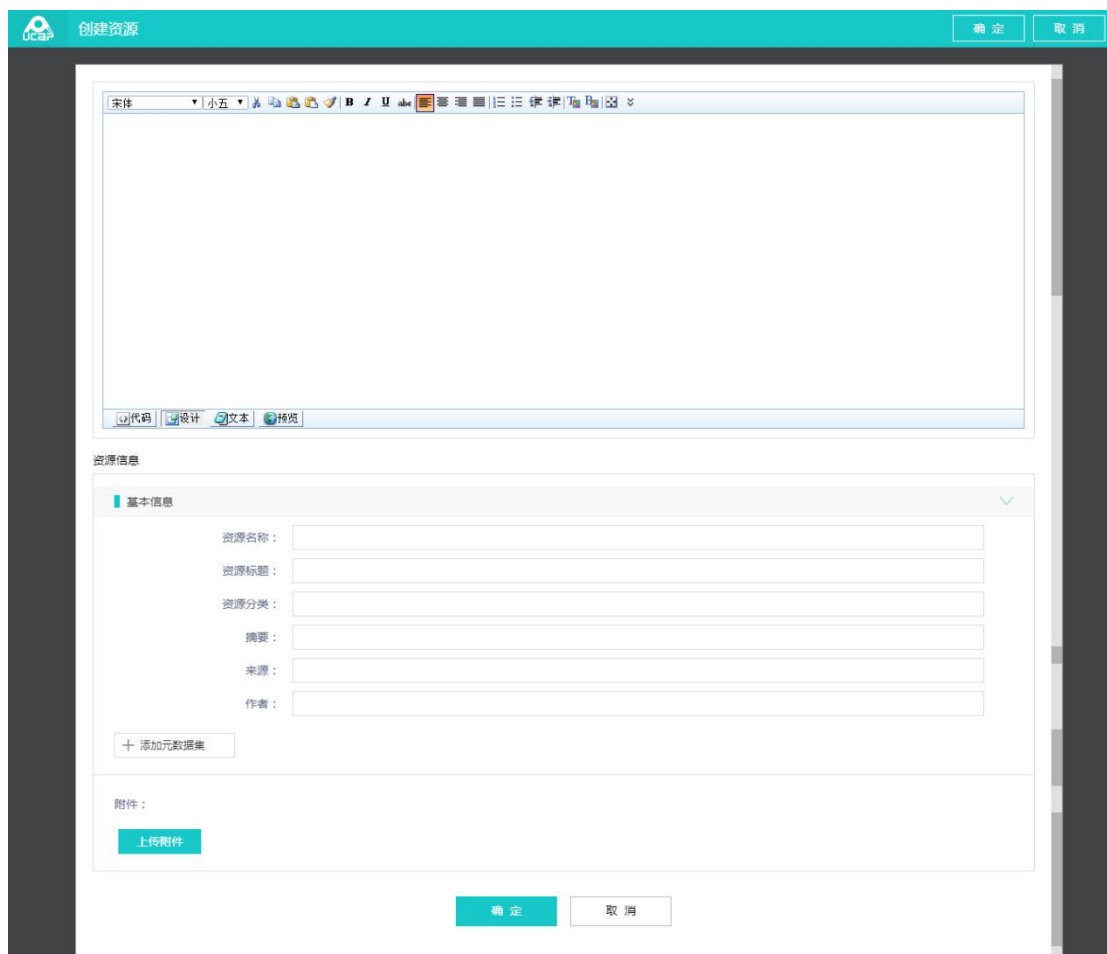 ucap 创建资源 确 定 取 消
宋体 小五 B I U abc
代码 设计 文本 预览
资源信息
基本信息
资源名称：
资源标题：
资源分类：
摘要：
来源：
作者：
＋ 添加元数据集
附件：
上传附件
确 定 取 消